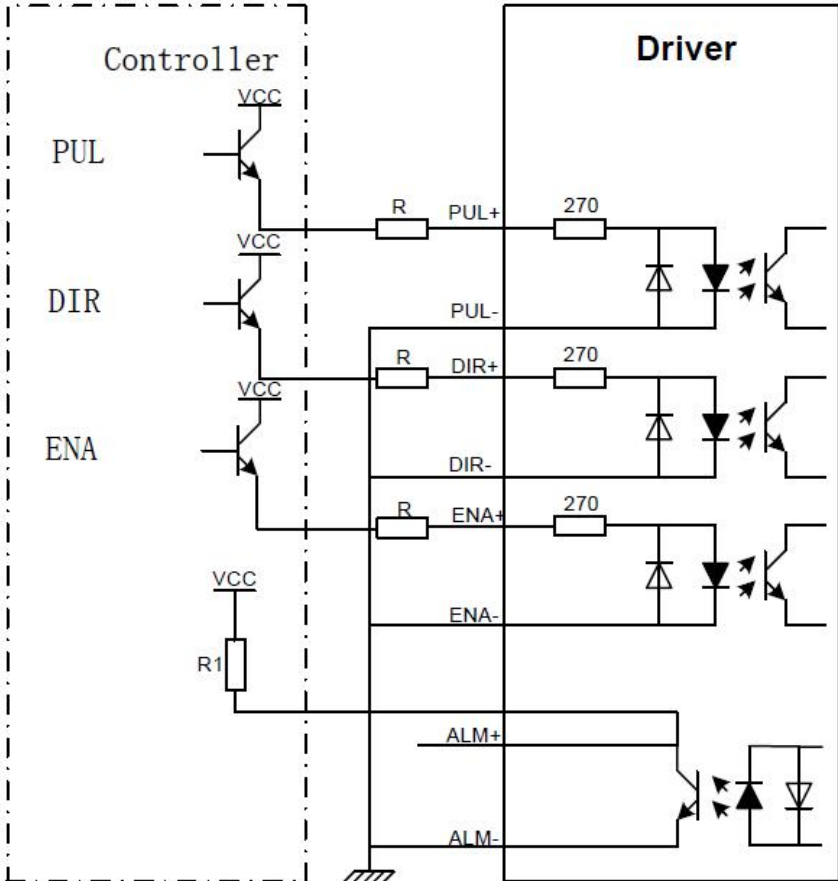 Controller
Driver
VCC
PUL
R
PUL+
270
VCC
DIR
PUL-
R
DIR+
270
VCC
ENA
DIR-
R
ENA+
270
VCC
ENA-
R1
ALM+
ALM-